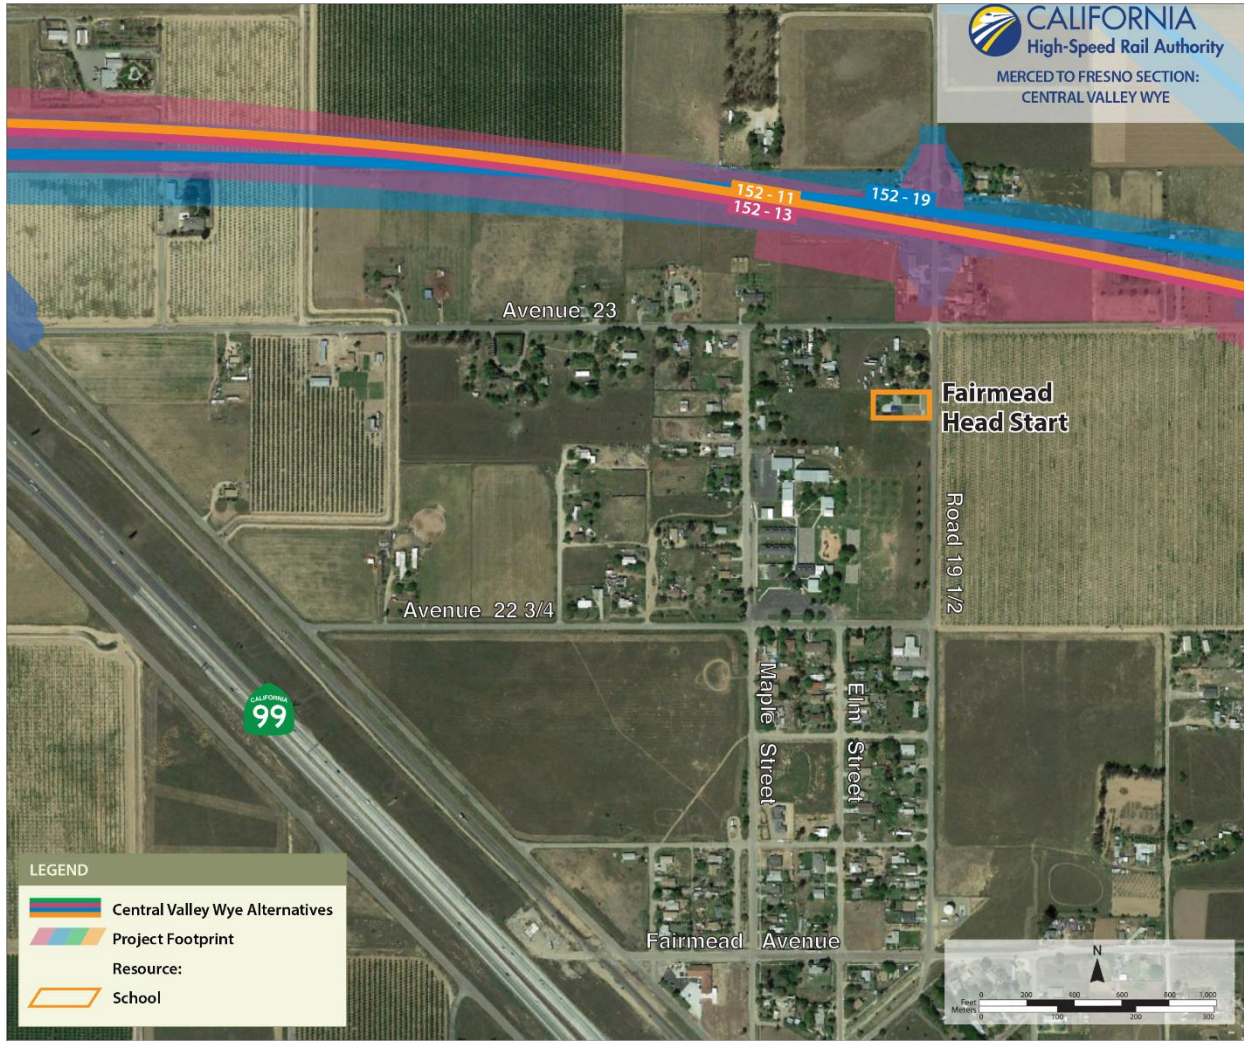 CALIFORNIA
High-Speed Rail Authority
MERCED TO FRESNO SECTION:
CENTRAL VALLEY WYE
152 - 11
152 - 13
152 - 19
Avenue 23
Fairmead
Head Start
Road 19 1/2
Avenue 22 3/4
Maple Street
Elm Street
CALIFORNIA
99
Fairmead Avenue
LEGEND
Central Valley Wye Alternatives
Project Footprint
Resource:
School
N
0 200 400 600 800 1,000
Feet
Meters
0 100 200 300